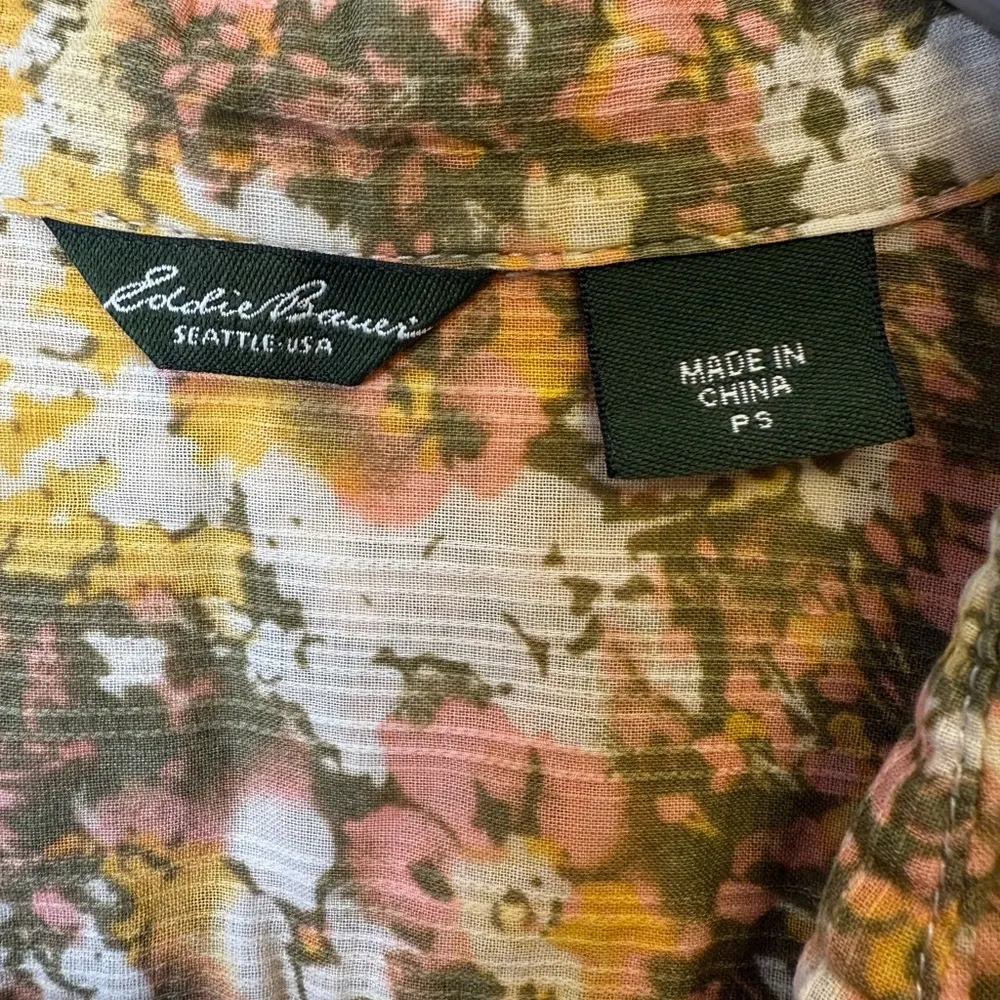 Eddie Bauer
SEATTLE·USA
MADE IN
CHINA
PS